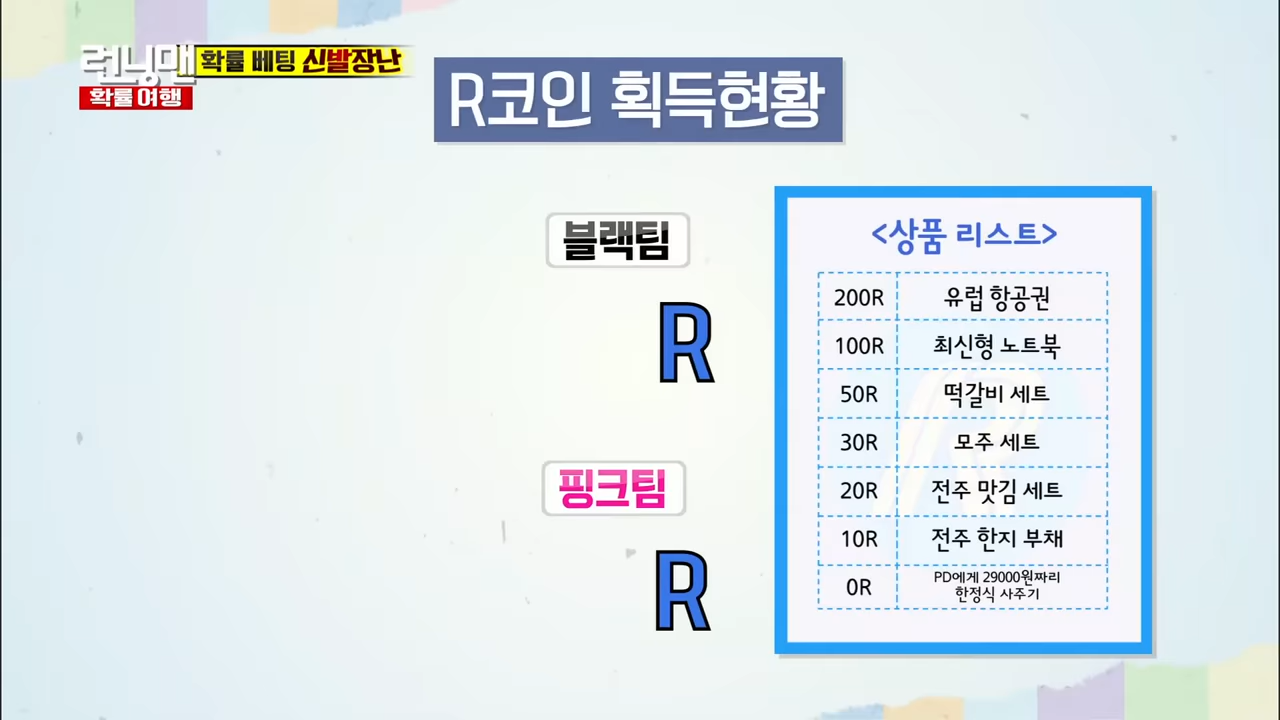 런닝맨
확률여행
확률 베팅 신발장난
R코인 획득현황
블랙팀
R
핑크팀
R
<상품 리스트>
200R 유럽 항공권
100R 최신형 노트북
50R 떡갈비 세트
30R 모주 세트
20R 전주 맛김 세트
10R 전주 한지 부채
0R PD에게 29000원짜리
한정식 사주기